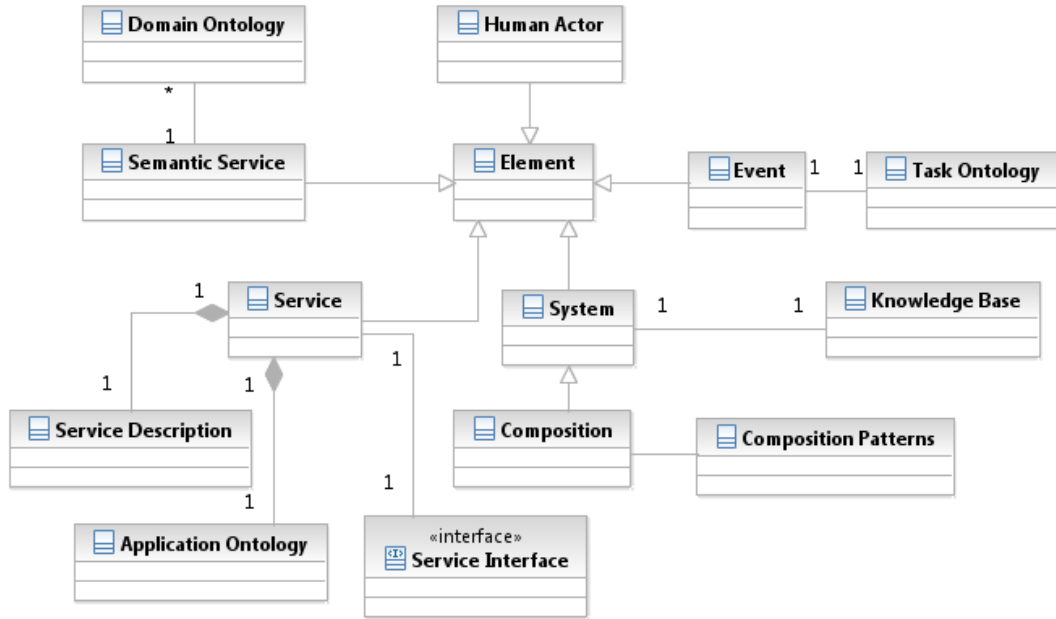 Domain Ontology
Human Actor
*
1
Semantic Service
Element
Event
1
1
Task Ontology
1
Service
System
1
1
Knowledge Base
1
1
1
Service Description
Composition
Composition Patterns
1
1
Application Ontology
«interface»
Service Interface